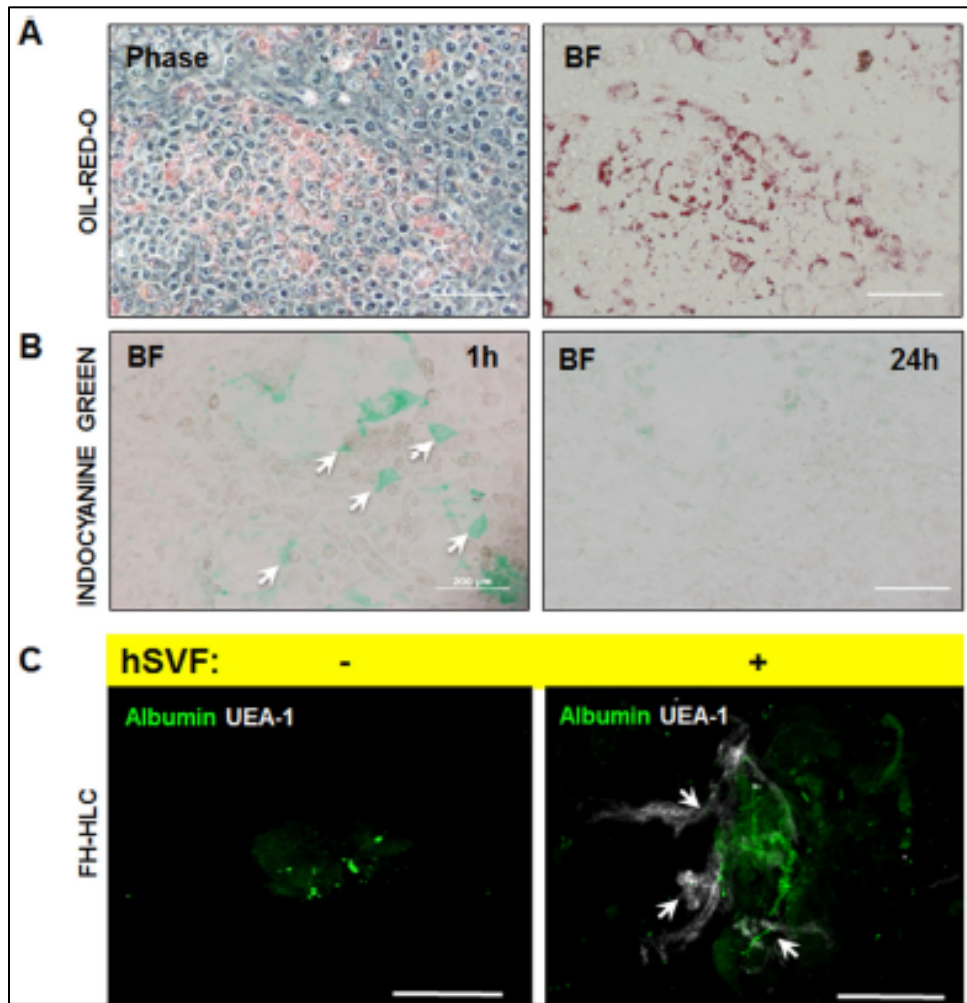 A
OIL-RED-O
Phase
BF
B
INDOCYANINE GREEN
BF 1h
200 µm
BF 24h
C
hSVF: - +
FH-HLC
Albumin UEA-1
Albumin UEA-1